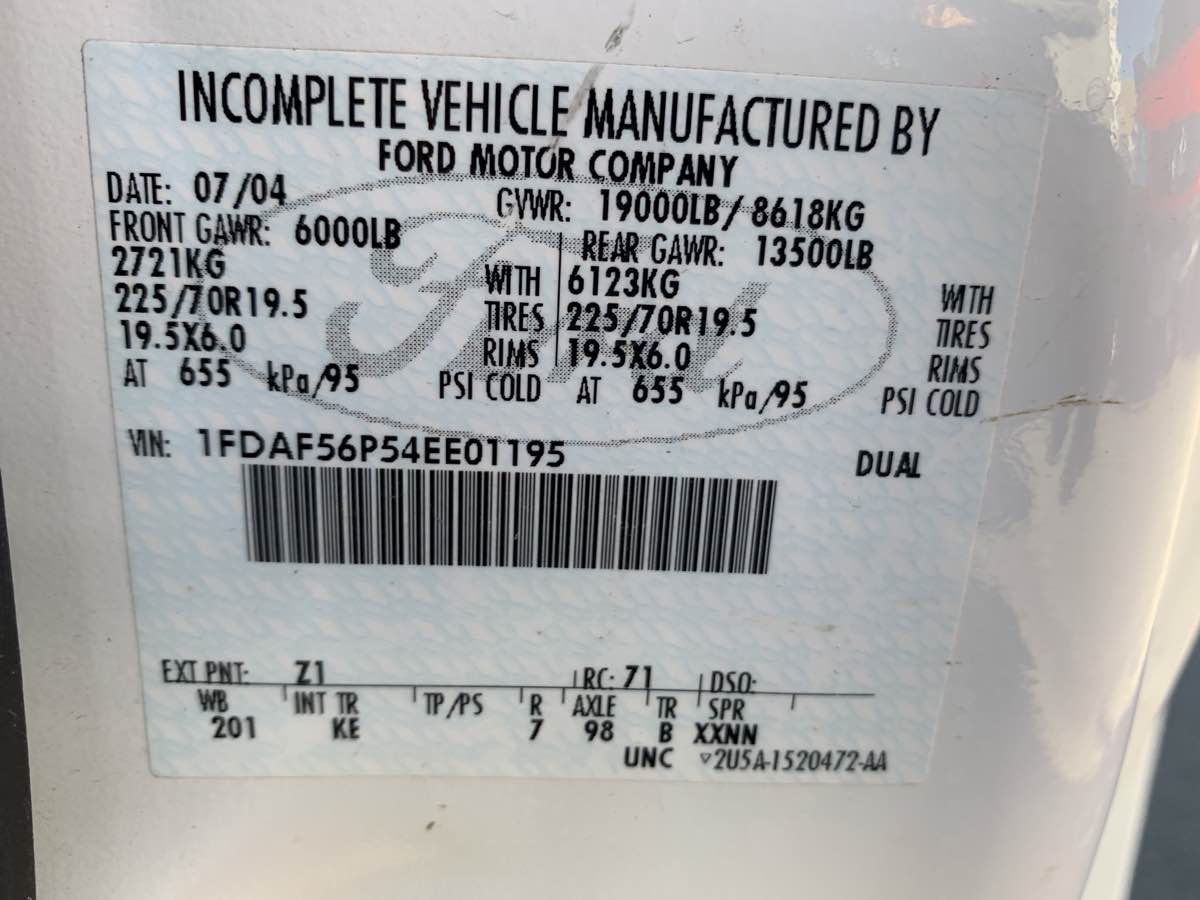 INCOMPLETE VEHICLE MANUFACTURED BY
FORD MOTOR COMPANY
DATE: 07/04 GVWR: 19000LB/8618KG
FRONT GAWR: 6000LB REAR GAWR: 13500LB
2721KG WITH 6123KG WITH
225/70R19.5 TIRES 225/70R19.5 TIRES
19.5X6.0 RIMS 19.5X6.0 RIMS
AT 655 kPa/95 PSI COLD AT 655 kPa/95 PSI COLD
VIN: 1FDAF56P54EE01195 DUAL
EXT PNT: Z1 RC: 71 DSO:
WB INT TR TP/PS R AXLE TR SPR
201 KE 7 98 B XXNN
UNC ▽2U5A-1520472-AA